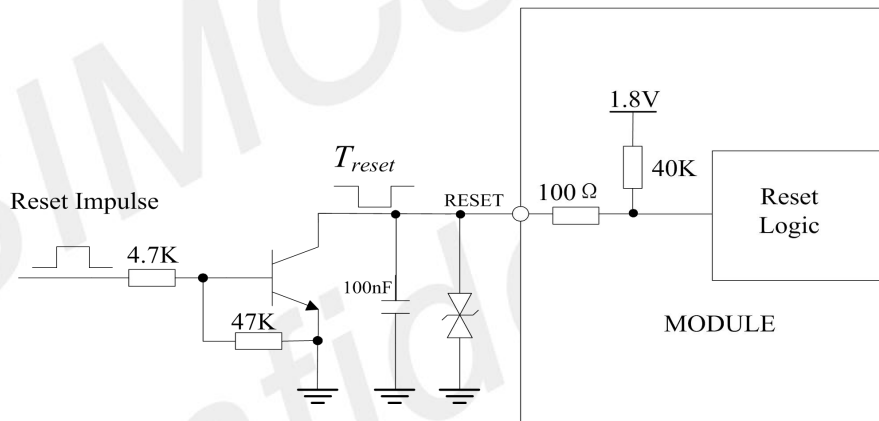 1.8V
T_reset
40K
Reset Impulse
RESET
100 Ω
Reset
Logic
4.7K
100nF
47K
MODULE